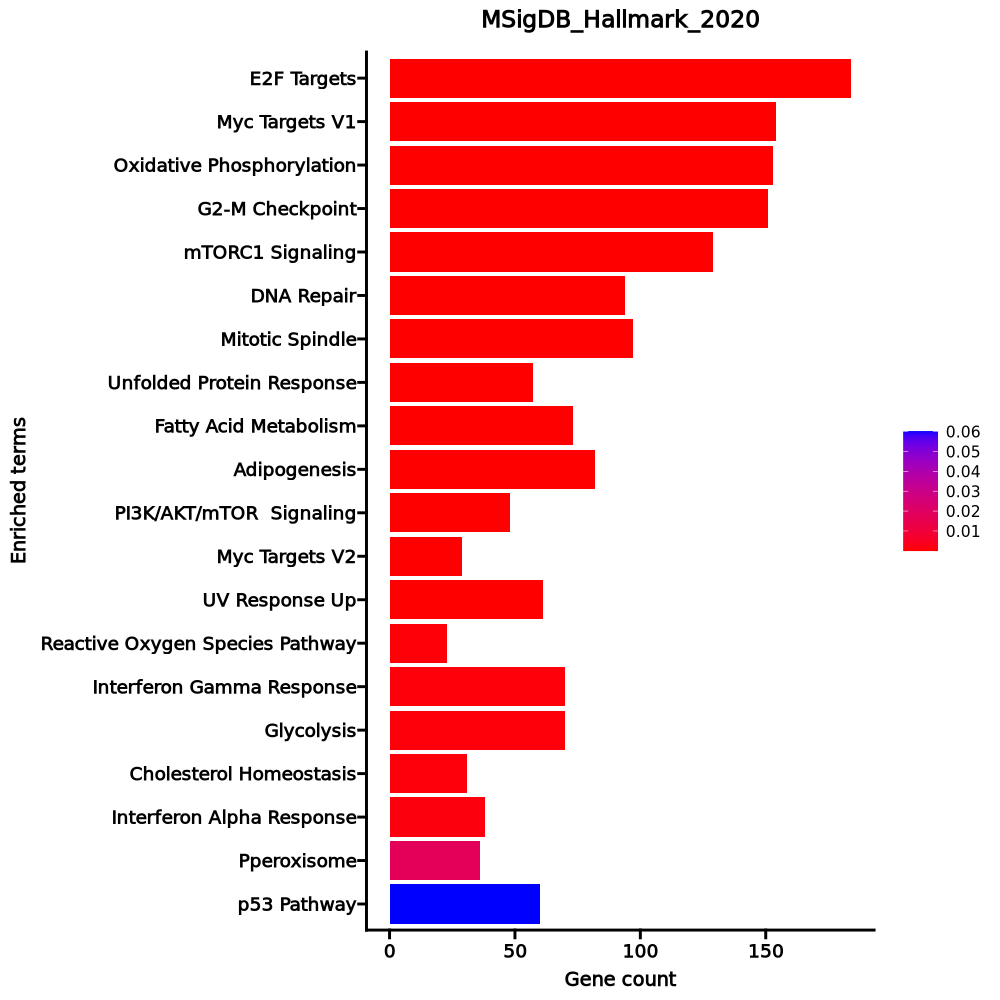 MSigDB_Hallmark_2020
E2F Targets
Myc Targets V1
Oxidative Phosphorylation
G2-M Checkpoint
mTORC1 Signaling
DNA Repair
Mitotic Spindle
Unfolded Protein Response
Fatty Acid Metabolism
Adipogenesis
PI3K/AKT/mTOR  Signaling
Myc Targets V2
UV Response Up
Reactive Oxygen Species Pathway
Interferon Gamma Response
Glycolysis
Cholesterol Homeostasis
Interferon Alpha Response
Pperoxisome
p53 Pathway
Enriched terms
0 50 100 150
Gene count
0.06
0.05
0.04
0.03
0.02
0.01